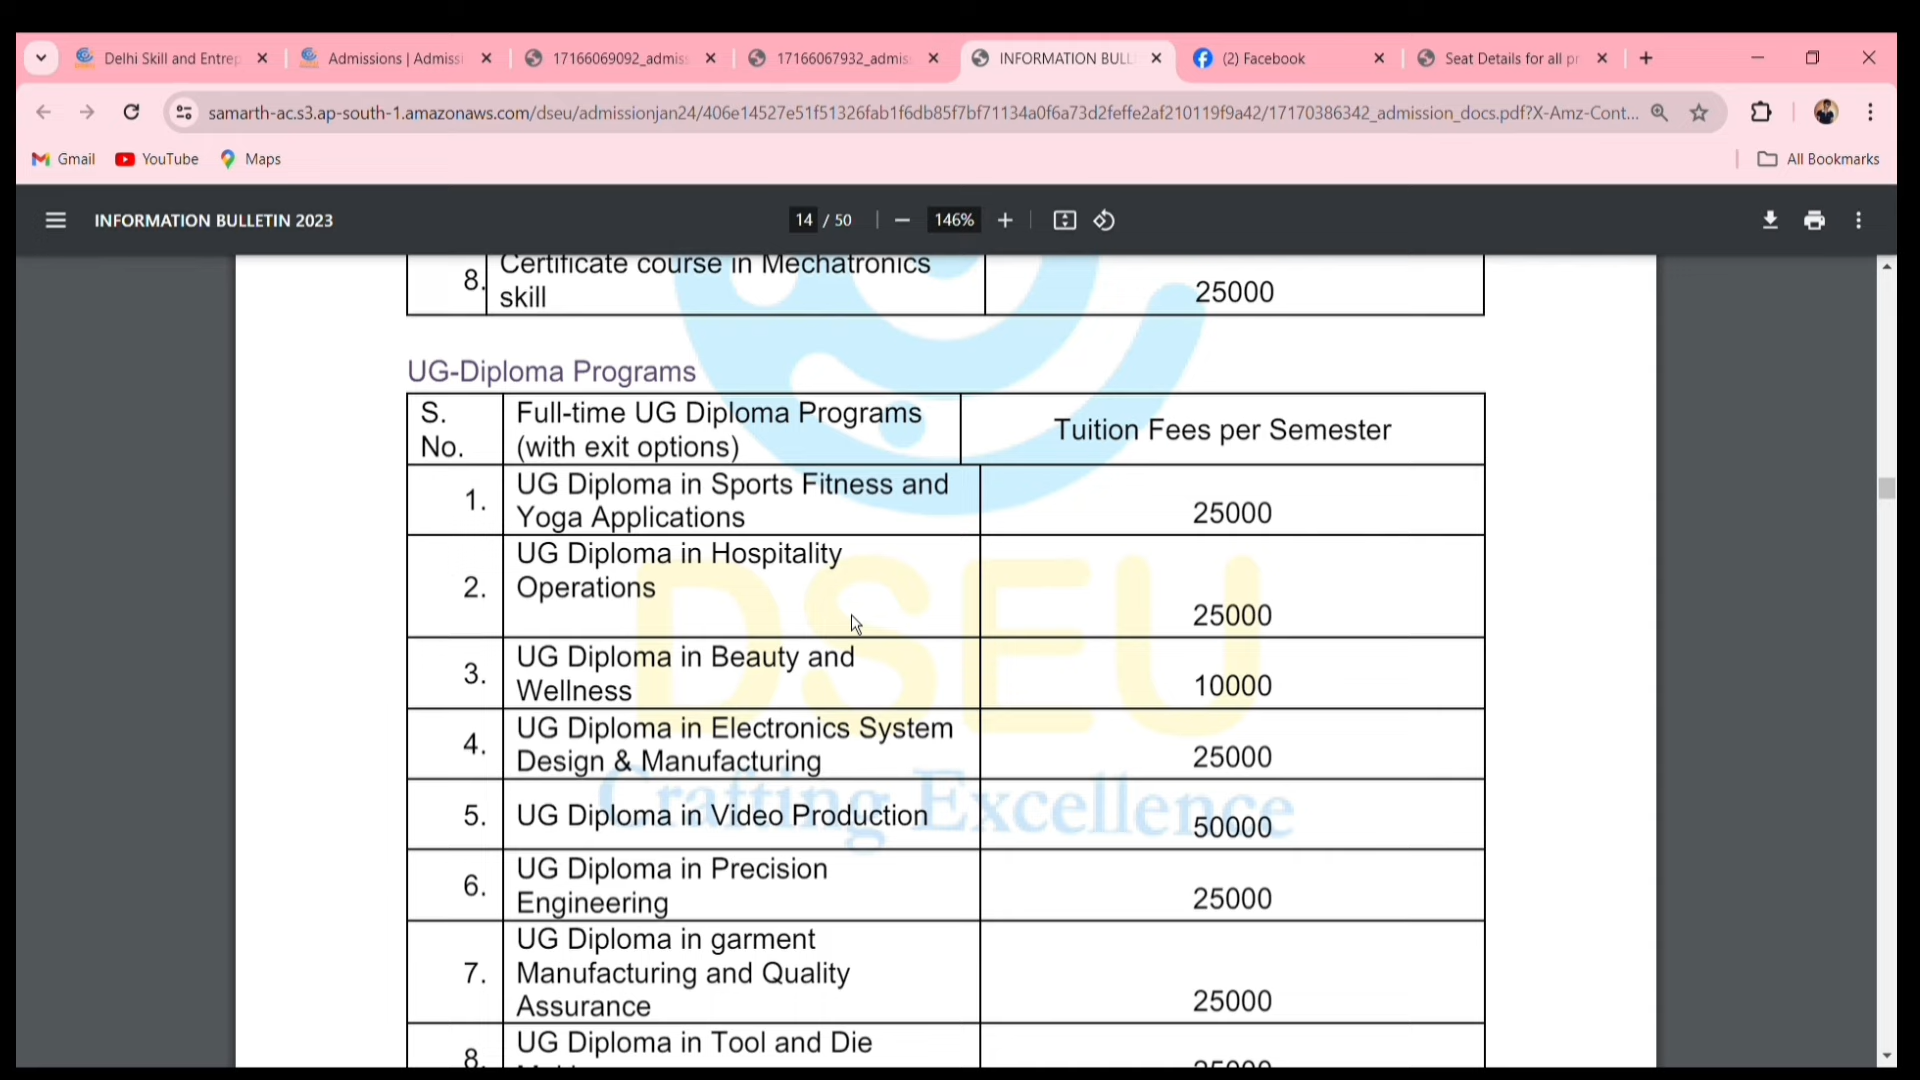 Delhi Skill and Entrep
Admissions | Admissi
17166069092_admis
17166067932_admis
INFORMATION BULL
(2) Facebook
Seat Details for all pr
samarth-ac.s3.ap-south-1.amazonaws.com/dseu/admissionjan24/406e14527e51f51326fab1f6db85f7bf71134a0f6a73d2feffe2af210119f9a42/17170386342_admission_docs.pdf?X-Amz-Cont...
Gmail
YouTube
Maps
All Bookmarks
INFORMATION BULLETIN 2023
14 / 50
146%
8. Certificate course in Mechatronics
skill
25000
UG-Diploma Programs
S.
No.
Full-time UG Diploma Programs
(with exit options)
Tuition Fees per Semester
1.
UG Diploma in Sports Fitness and
Yoga Applications
25000
2.
UG Diploma in Hospitality
Operations
25000
3.
UG Diploma in Beauty and
Wellness
10000
4.
UG Diploma in Electronics System
Design & Manufacturing
25000
5.
UG Diploma in Video Production
50000
6.
UG Diploma in Precision
Engineering
25000
7.
UG Diploma in garment
Manufacturing and Quality
Assurance
25000
8.
UG Diploma in Tool and Die
DSEU
Crafting Excellence